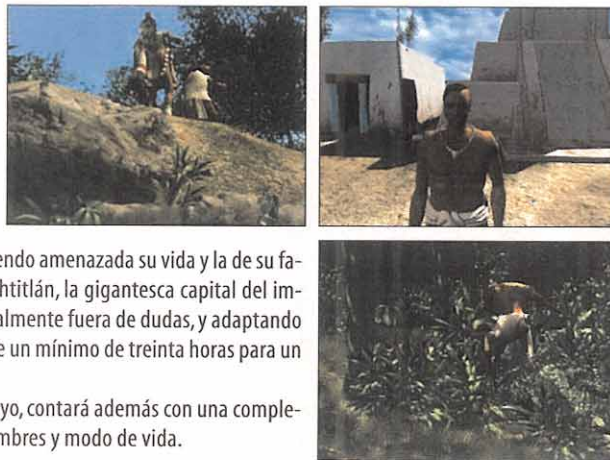 endo amenazada su vida y la de su fa-
htitlán, la gigantesca capital del im-
almente fuera de dudas, y adaptando
e un mínimo de treinta horas para un
yo, contará además con una comple-
mbres y modo de vida.